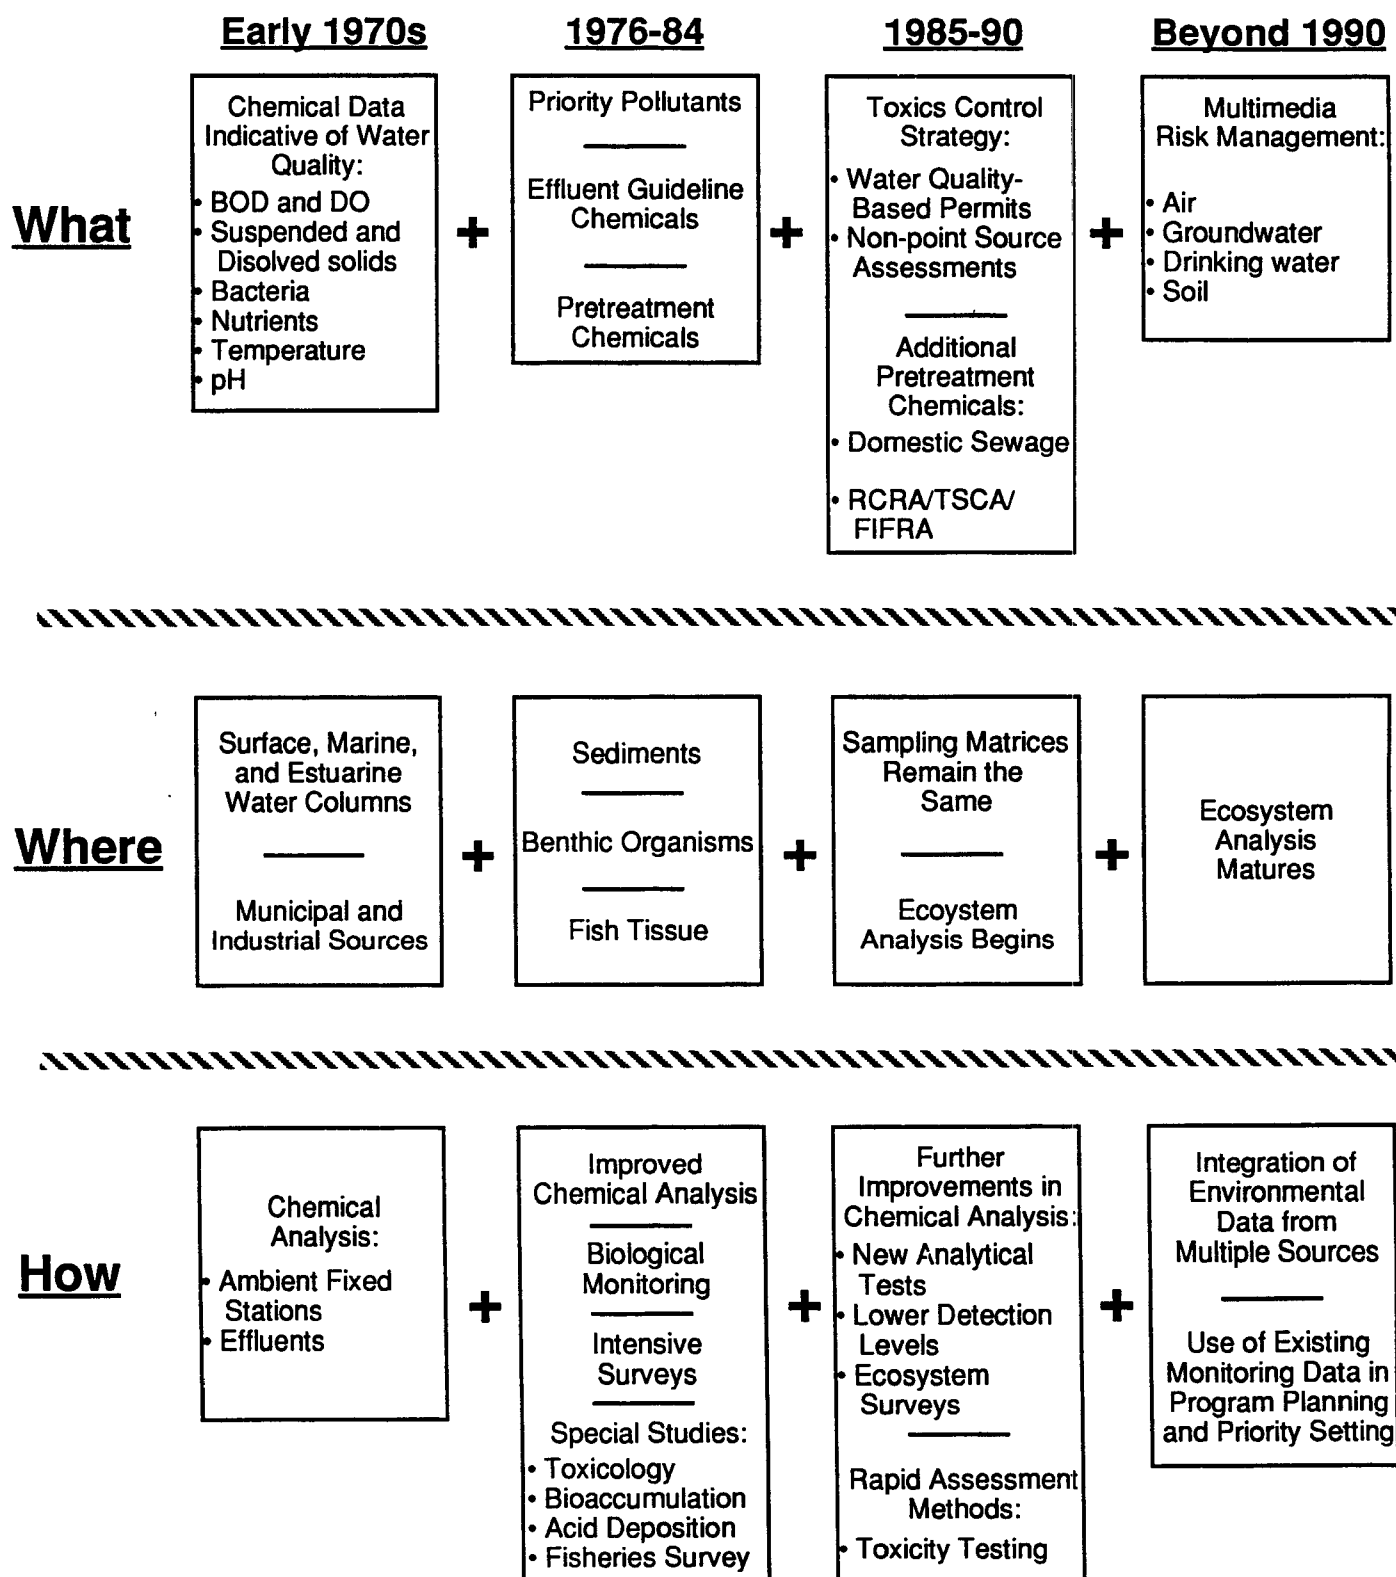 Early 1970s
1976-84
1985-90
Beyond 1990
What
Chemical Data
Indicative of Water
Quality:
• BOD and DO
• Suspended and
Disolved solids
• Bacteria
• Nutrients
• Temperature
• pH
+
Priority Pollutants
Effluent Guideline
Chemicals
Pretreatment
Chemicals
+
Toxics Control
Strategy:
• Water Quality-
Based Permits
• Non-point Source
Assessments
Additional
Pretreatment
Chemicals:
• Domestic Sewage
• RCRA/TSCA/
FIFRA
+
Multimedia
Risk Management:
• Air
• Groundwater
• Drinking water
• Soil
Where
Surface, Marine,
and Estuarine
Water Columns
Municipal and
Industrial Sources
+
Sediments
Benthic Organisms
Fish Tissue
+
Sampling Matrices
Remain the
Same
Ecoystem
Analysis Begins
+
Ecosystem
Analysis
Matures
How
Chemical
Analysis:
• Ambient Fixed
Stations
• Effluents
+
Improved
Chemical Analysis
Biological
Monitoring
Intensive
Surveys
Special Studies:
• Toxicology
• Bioaccumulation
• Acid Deposition
• Fisheries Survey
+
Further
Improvements in
Chemical Analysis:
• New Analytical
Tests
• Lower Detection
Levels
• Ecosystem
Surveys
Rapid Assessment
Methods:
• Toxicity Testing
+
Integration of
Environmental
Data from
Multiple Sources
Use of Existing
Monitoring Data in
Program Planning
and Priority Setting